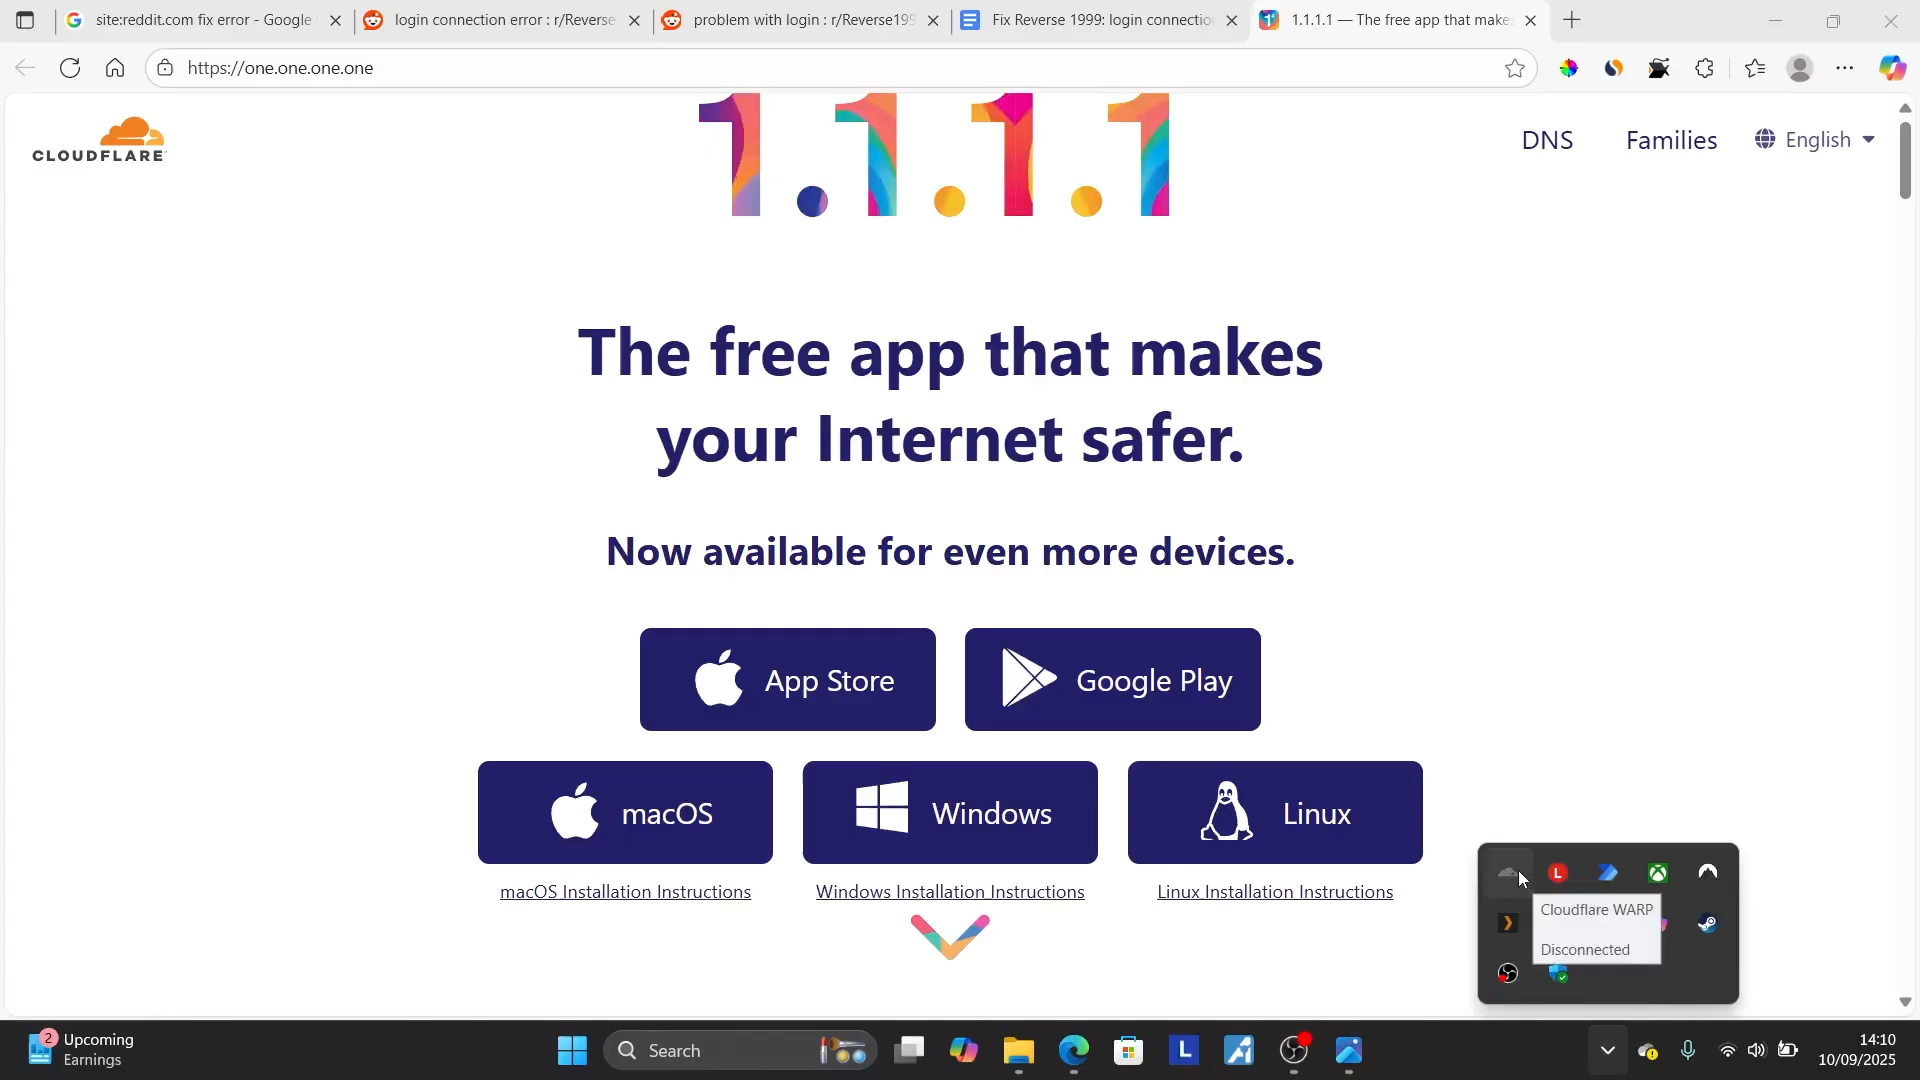 site:reddit.com fix error - Google
login connection error : r/Reverse
problem with login : r/Reverse199
Fix Reverse 1999: login connectio
1.1.1.1 — The free app that makes
https://one.one.one.one
CLOUDFLARE
1.1.1.1
DNS
Families
English
The free app that makes
your Internet safer.
Now available for even more devices.
App Store
Google Play
macOS
Windows
Linux
macOS Installation Instructions
Windows Installation Instructions
Linux Installation Instructions
L
Cloudflare WARP
Disconnected
2
Upcoming
Earnings
Search
L
14:10
10/09/2025